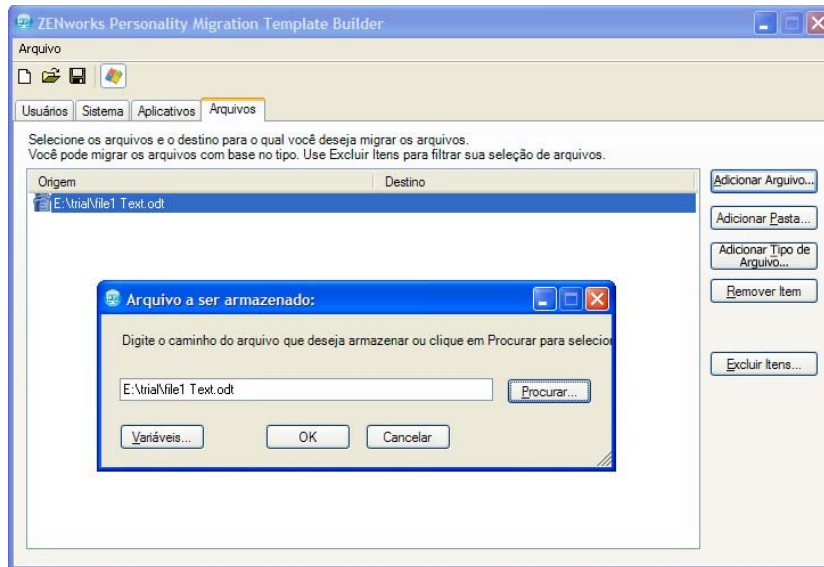 ZENworks Personality Migration Template Builder
Arquivo
Usuários Sistema Aplicativos Arquivos
Selecione os arquivos e o destino para o qual você deseja migrar os arquivos.
Você pode migrar os arquivos com base no tipo. Use Excluir Itens para filtrar sua seleção de arquivos.
Origem Destino
E:\trial\file1 Text.odt
Adicionar Arquivo...
Adicionar Pasta...
Adicionar Tipo de
Arquivo...
Remover Item
Excluir Itens...
Arquivo a ser armazenado:
Digite o caminho do arquivo que deseja armazenar ou clique em Procurar para selecion
E:\trial\file1 Text.odt
Procurar...
Variáveis... OK Cancelar